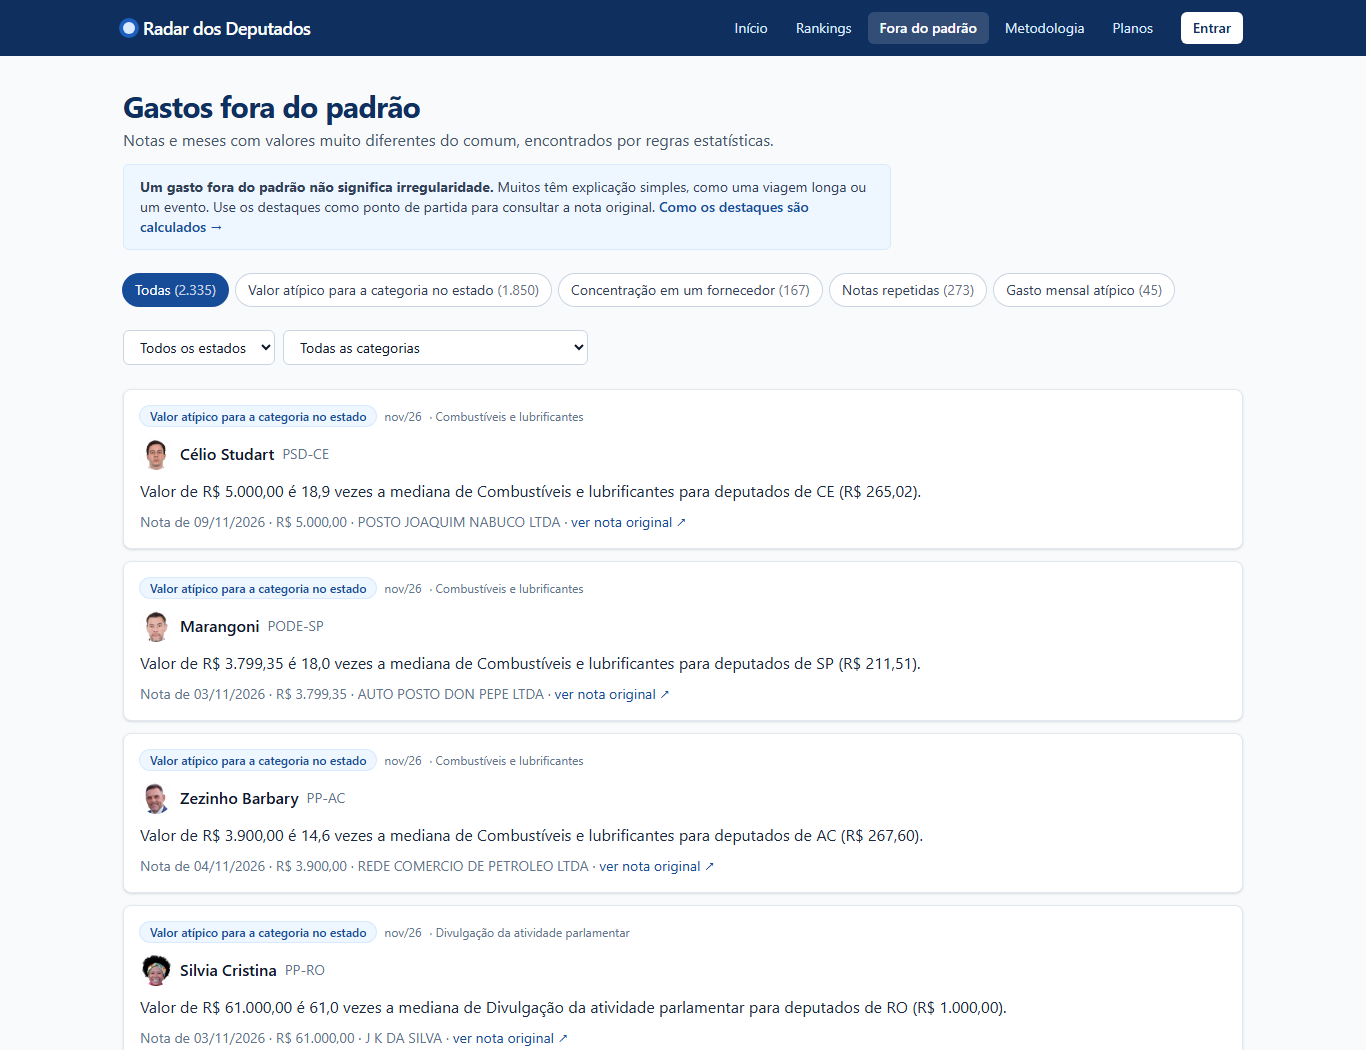 Radar dos Deputados
Início
Rankings
Fora do padrão
Metodologia
Planos
Entrar
Gastos fora do padrão
Notas e meses com valores muito diferentes do comum, encontrados por regras estatísticas.
Um gasto fora do padrão não significa irregularidade. Muitos têm explicação simples, como uma viagem longa ou
um evento. Use os destaques como ponto de partida para consultar a nota original. Como os destaques são
calculados →
Todas (2.335)
Valor atípico para a categoria no estado (1.850)
Concentração em um fornecedor (167)
Notas repetidas (273)
Gasto mensal atípico (45)
Todos os estados
Todas as categorias
Valor atípico para a categoria no estado nov/26 · Combustíveis e lubrificantes
Célio Studart PSD-CE
Valor de R$ 5.000,00 é 18,9 vezes a mediana de Combustíveis e lubrificantes para deputados de CE (R$ 265,02).
Nota de 09/11/2026 · R$ 5.000,00 · POSTO JOAQUIM NABUCO LTDA · ver nota original ↗
Valor atípico para a categoria no estado nov/26 · Combustíveis e lubrificantes
Marangoni PODE-SP
Valor de R$ 3.799,35 é 18,0 vezes a mediana de Combustíveis e lubrificantes para deputados de SP (R$ 211,51).
Nota de 03/11/2026 · R$ 3.799,35 · AUTO POSTO DON PEPE LTDA · ver nota original ↗
Valor atípico para a categoria no estado nov/26 · Combustíveis e lubrificantes
Zezinho Barbary PP-AC
Valor de R$ 3.900,00 é 14,6 vezes a mediana de Combustíveis e lubrificantes para deputados de AC (R$ 267,60).
Nota de 04/11/2026 · R$ 3.900,00 · REDE COMERCIO DE PETROLEO LTDA · ver nota original ↗
Valor atípico para a categoria no estado nov/26 · Divulgação da atividade parlamentar
Silvia Cristina PP-RO
Valor de R$ 61.000,00 é 61,0 vezes a mediana de Divulgação da atividade parlamentar para deputados de RO (R$ 1.000,00).
Nota de 03/11/2026 · R$ 61.000,00 · J K DA SILVA · ver nota original ↗